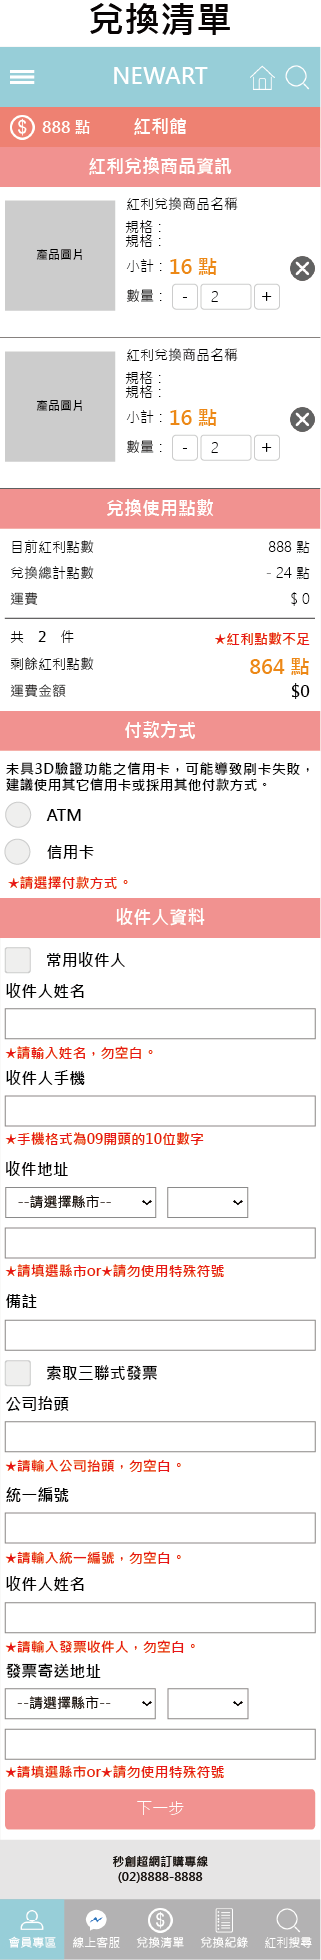 兌換清單
NEWART
888 點 紅利館
紅利兌換商品資訊
產品圖片
紅利兌換商品名稱
規格：
規格：
小計：16 點
數量： - 2 +
產品圖片
紅利兌換商品名稱
規格：
規格：
小計：16 點
數量： - 2 +
兌換使用點數
目前紅利點數 888 點
兌換總計點數 - 24 點
運費 $ 0
共 2 件 ★紅利點數不足
剩餘紅利點數 864 點
運費金額 $0
付款方式
未具3D驗證功能之信用卡，可能導致刷卡失敗，
建議使用其它信用卡或採用其他付款方式。
ATM
信用卡
★請選擇付款方式。
收件人資料
常用收件人
收件人姓名
★請輸入姓名，勿空白。
收件人手機
★手機格式為09開頭的10位數字
收件地址
--請選擇縣市--
★請填選縣市or★請勿使用特殊符號
備註
索取三聯式發票
公司抬頭
★請輸入公司抬頭，勿空白。
統一編號
★請輸入統一編號，勿空白。
收件人姓名
★請輸入發票收件人，勿空白。
發票寄送地址
--請選擇縣市--
★請填選縣市or★請勿使用特殊符號
下一步
秒創超網訂購專線
(02)8888-8888
會員專區 線上客服 兌換清單 兌換紀錄 紅利搜尋